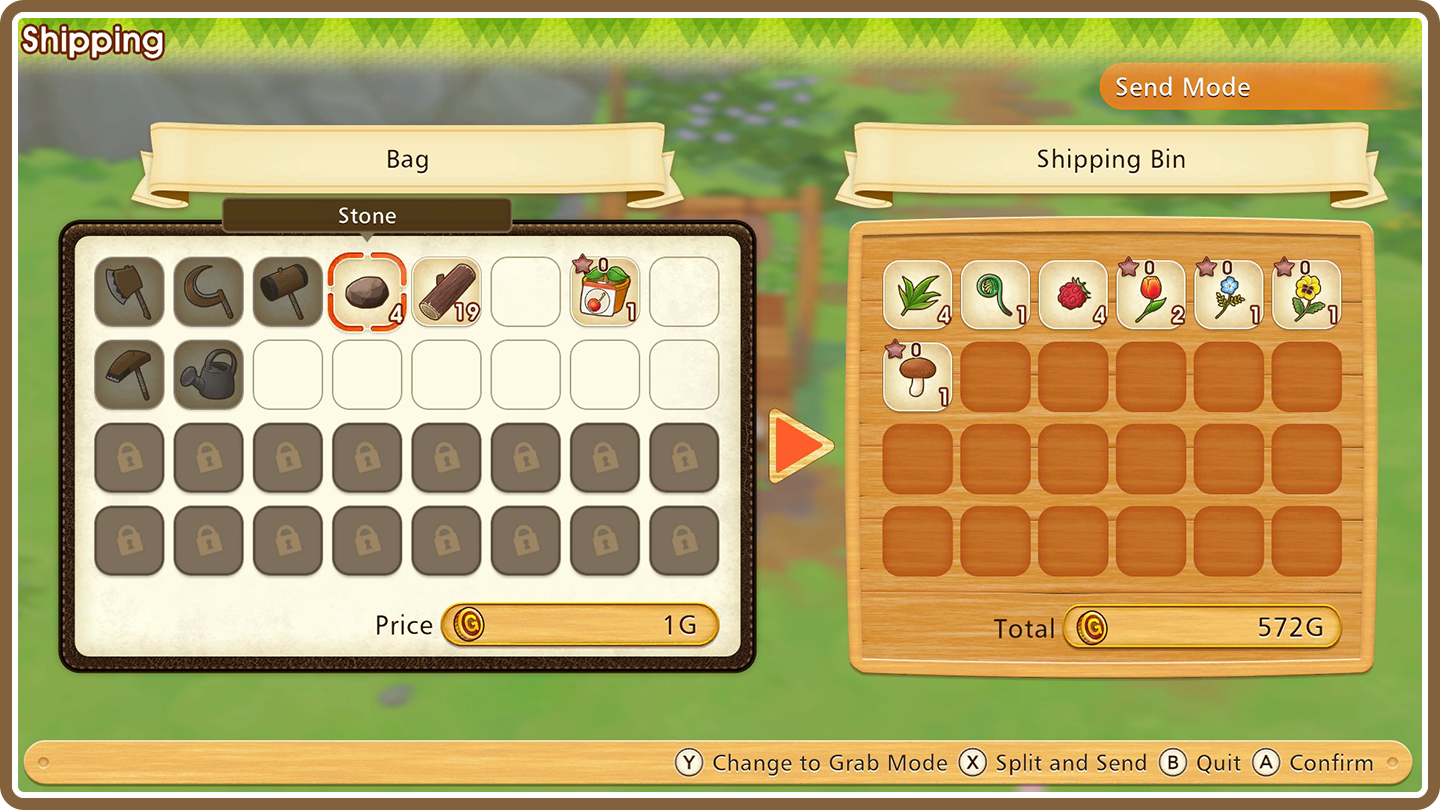 Shipping
Send Mode
Bag
Shipping Bin
Stone
4
19
0
1
4
1
4
0
2
0
1
0
1
0
1
Price
G
1G
Total
G
572G
Y Change to Grab Mode X Split and Send B Quit A Confirm